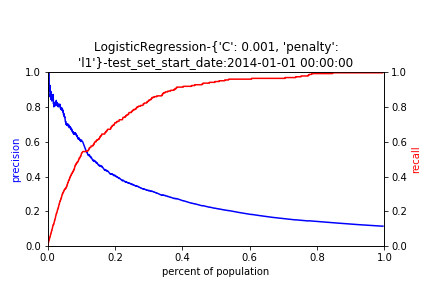 LogisticRegression-{'C': 0.001, 'penalty':
'l1'}-test_set_start_date:2014-01-01 00:00:00
1.0
0.8
0.6
0.4
0.2
0.0
precision
1.0
0.8
0.6
0.4
0.2
0.0
recall
0.0 0.2 0.4 0.6 0.8 1.0
percent of population